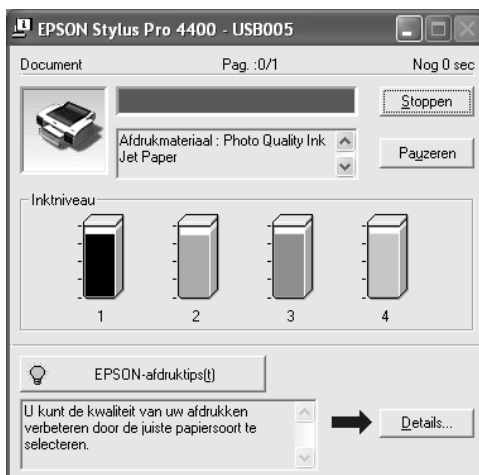 EPSON Stylus Pro 4400 - USB005
Document Pag. :0/1 Nog 0 sec
Stoppen
Afdrukmateriaal : Photo Quality Ink
Jet Paper
Pauzeren
Inktniveau
1 2 3 4
EPSON-afdruktips(t)
U kunt de kwaliteit van uw afdrukken
verbeteren door de juiste papiersoort te
selecteren.
Details...